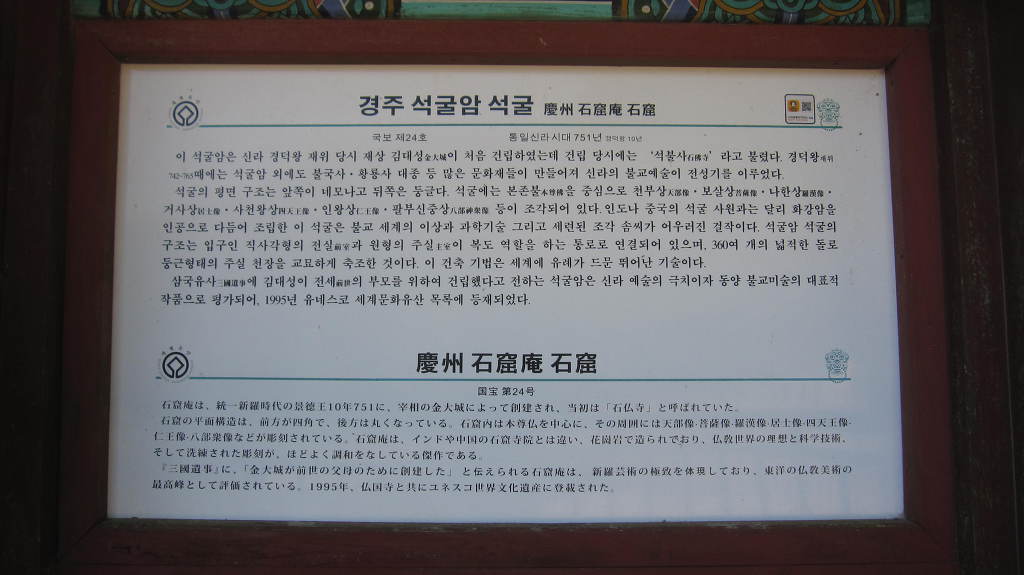 경주 석굴암 석굴 慶州 石窟庵 石窟
국보 제24호 통일신라시대 751년 경덕왕 10년
이 석굴암은 신라 경덕왕 재위 당시 재상 김대성金大城이 처음 건립하였는데 건립 당시에는 ‘석불사石佛寺’라고 불렀다. 경덕왕재위
742-765때에는 석굴암 외에도 불국사·황룡사 대종 등 많은 문화재들이 만들어져 신라의 불교예술이 전성기를 이루었다.
석굴의 평면 구조는 앞쪽이 네모나고 뒤쪽은 둥글다. 석굴에는 본존불本尊佛을 중심으로 천부상天部像·보살상菩薩像·나한상羅漢像·
거사상居士像·사천왕상四天王像·인왕상仁王像·팔부신중상八部神衆像 등이 조각되어 있다. 인도나 중국의 석굴 사원과는 달리 화강암을
인공으로 다듬어 조립한 이 석굴은 불교 세계의 이상과 과학기술 그리고 세련된 조각 솜씨가 어우러진 걸작이다. 석굴암 석굴의
구조는 입구인 직사각형의 전실前室과 원형의 주실主室이 복도 역할을 하는 통로로 연결되어 있으며, 360여 개의 넓적한 돌로
둥근형태의 주실 천장을 교묘하게 축조한 것이다. 이 건축 기법은 세계에 유례가 드문 뛰어난 기술이다.
삼국유사三國遺事에 김대성이 전세前世의 부모를 위하여 건립했다고 전하는 석굴암은 신라 예술의 극치이자 동양 불교미술의 대표적
작품으로 평가되어, 1995년 유네스코 세계문화유산 목록에 등재되었다.
慶州 石窟庵 石窟
国宝 第24号
石窟庵は、統一新羅時代の景徳王10年751に、宰相の金大城によって創建され、当初は「石仏寺」と呼ばれていた。
石窟の平面構造は、前方が四角で、後方は丸くなっている。石窟内は本尊仏を中心に、その周囲には天部像·菩薩像·羅漢像·居士像·四天王像·
仁王像·八部衆像などが彫刻されている。石窟庵は、インドや中国の石窟寺院とは違い、花崗岩で造られており、仏教世界の理想と科学技術、
そして洗練された彫刻が、ほどよく調和をなしている傑作である。
『三國遺事』に、「金大城が前世の父母のために創建した」と伝えられる石窟庵は、新羅芸術の極致を体現しており、東洋の仏教美術の
最高峰として評価されている。1995年、仏国寺と共にユネスコ世界文化遺産に登載された。